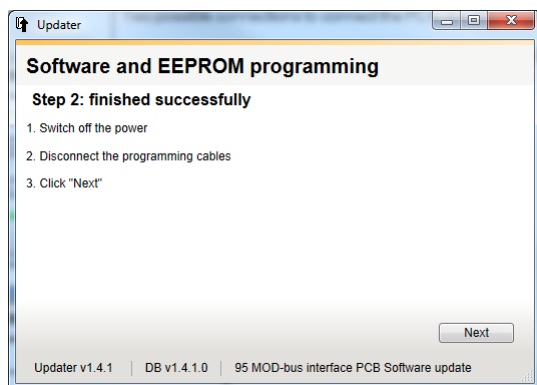 Updater
Software and EEPROM programming
Step 2: finished successfully
1. Switch off the power
2. Disconnect the programming cables
3. Click "Next"
Next
Updater v1.4.1 | DB v1.4.1.0 | 95 MOD-bus interface PCB Software update